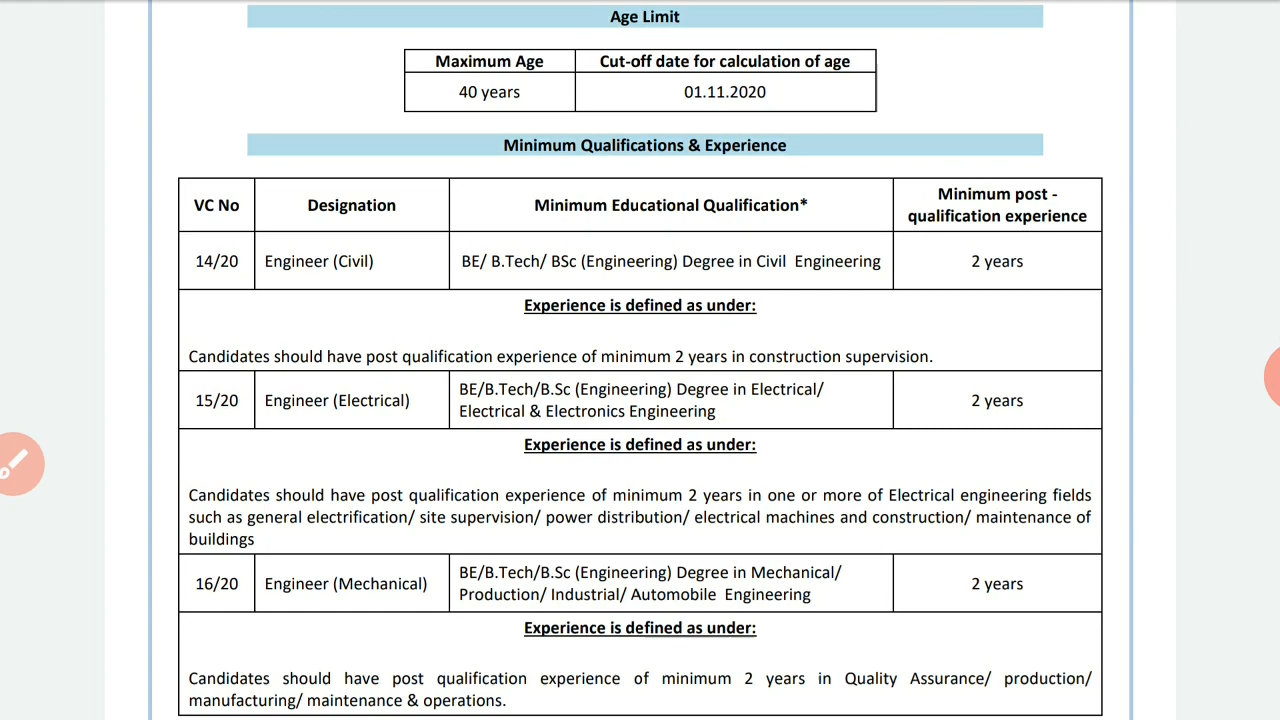 Age Limit
Maximum Age Cut-off date for calculation of age
40 years 01.11.2020
Minimum Qualifications & Experience
VC No Designation Minimum Educational Qualification* Minimum post -
qualification experience
14/20 Engineer (Civil) BE/ B.Tech/ BSc (Engineering) Degree in Civil Engineering 2 years
Experience is defined as under:
Candidates should have post qualification experience of minimum 2 years in construction supervision.
15/20 Engineer (Electrical) BE/B.Tech/B.Sc (Engineering) Degree in Electrical/
Electrical & Electronics Engineering 2 years
Experience is defined as under:
Candidates should have post qualification experience of minimum 2 years in one or more of Electrical engineering fields
such as general electrification/ site supervision/ power distribution/ electrical machines and construction/ maintenance of
buildings
16/20 Engineer (Mechanical) BE/B.Tech/B.Sc (Engineering) Degree in Mechanical/
Production/ Industrial/ Automobile Engineering 2 years
Experience is defined as under:
Candidates should have post qualification experience of minimum 2 years in Quality Assurance/ production/
manufacturing/ maintenance & operations.